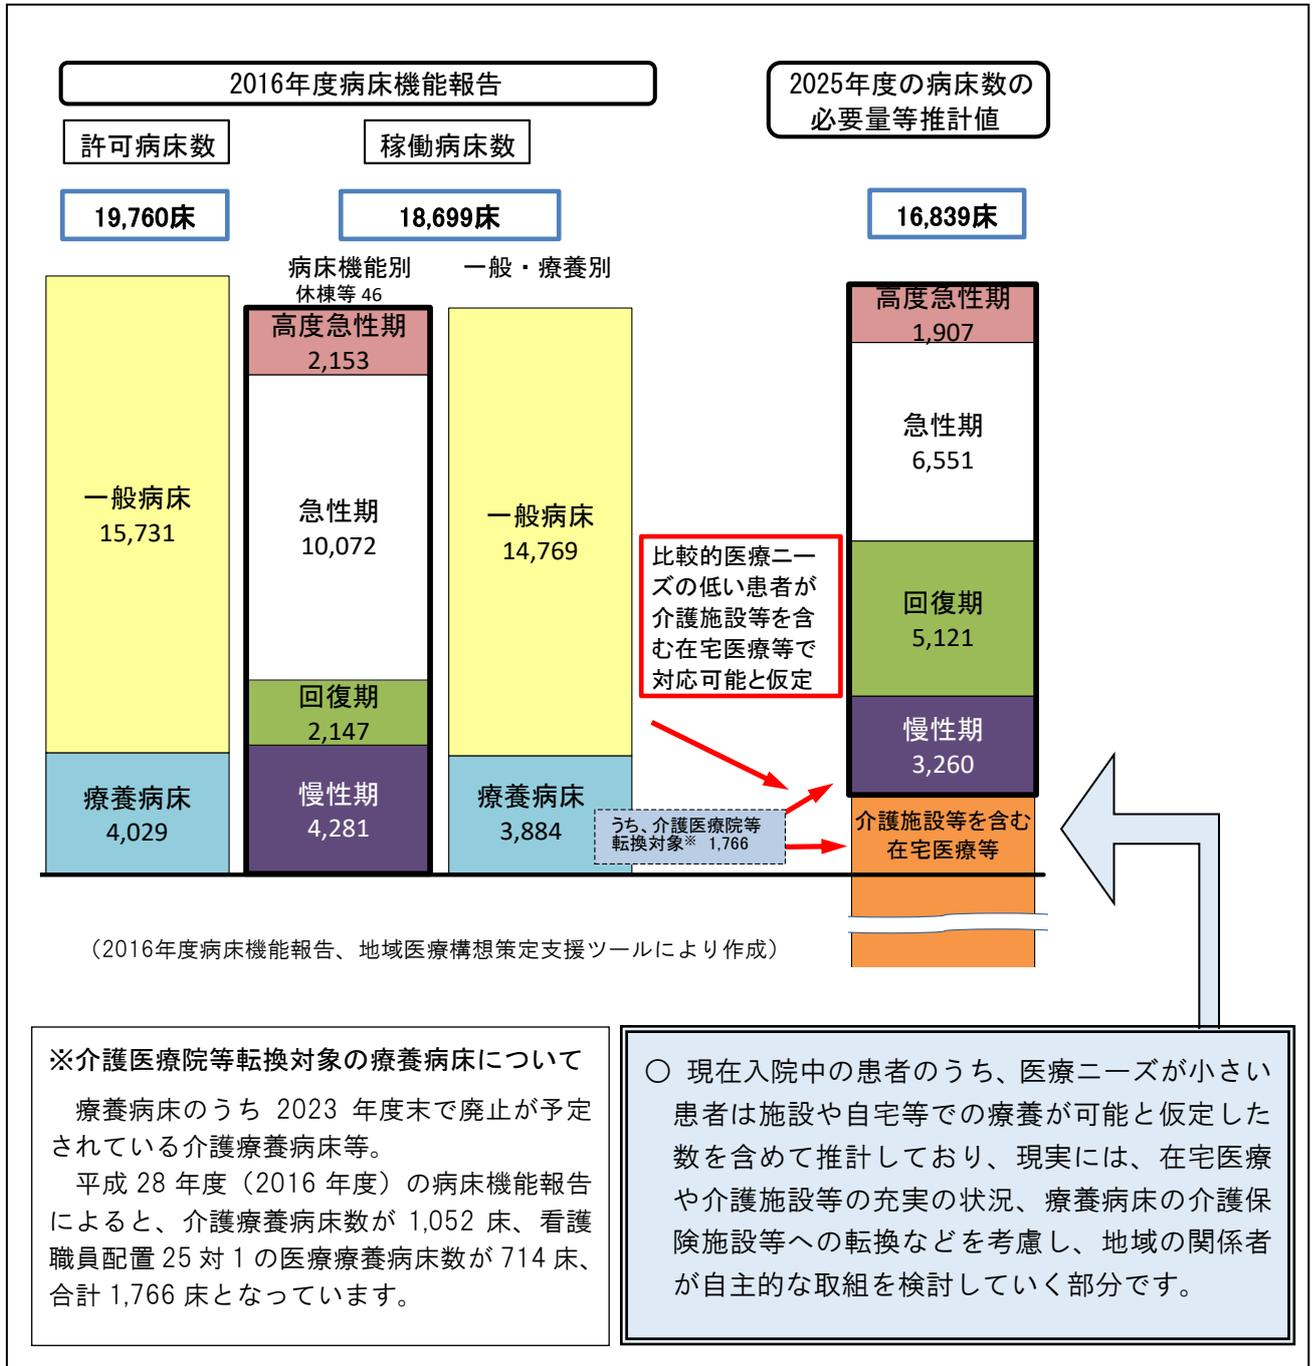 2016年度病床機能報告
2025年度の病床数の
必要量等推計値
許可病床数
稼働病床数
19,760床
18,699床
16,839床
病床機能別
休棟等 46
一般・療養別
一般病床
15,731
療養病床
4,029
高度急性期
2,153
急性期
10,072
回復期
2,147
慢性期
4,281
一般病床
14,769
療養病床
3,884
比較的医療ニー
ズの低い患者が
介護施設等を含
む在宅医療等で
対応可能と仮定
うち、介護医療院等
転換対象※ 1,766
高度急性期
1,907
急性期
6,551
回復期
5,121
慢性期
3,260
介護施設等を含む
在宅医療等
（2016年度病床機能報告、地域医療構想策定支援ツールにより作成）
※介護医療院等転換対象の療養病床について
療養病床のうち 2023 年度末で廃止が予定
されている介護療養病床等。
平成 28 年度（2016 年度）の病床機能報告
によると、介護療養病床数が 1,052 床、看護
職員配置 25 対 1 の医療療養病床数が 714 床、
合計 1,766 床となっています。
○ 現在入院中の患者のうち、医療ニーズが小さい
患者は施設や自宅等での療養が可能と仮定した
数を含めて推計しており、現実には、在宅医療
や介護施設等の充実の状況、療養病床の介護保
険施設等への転換などを考慮し、地域の関係者
が自主的な取組を検討していく部分です。